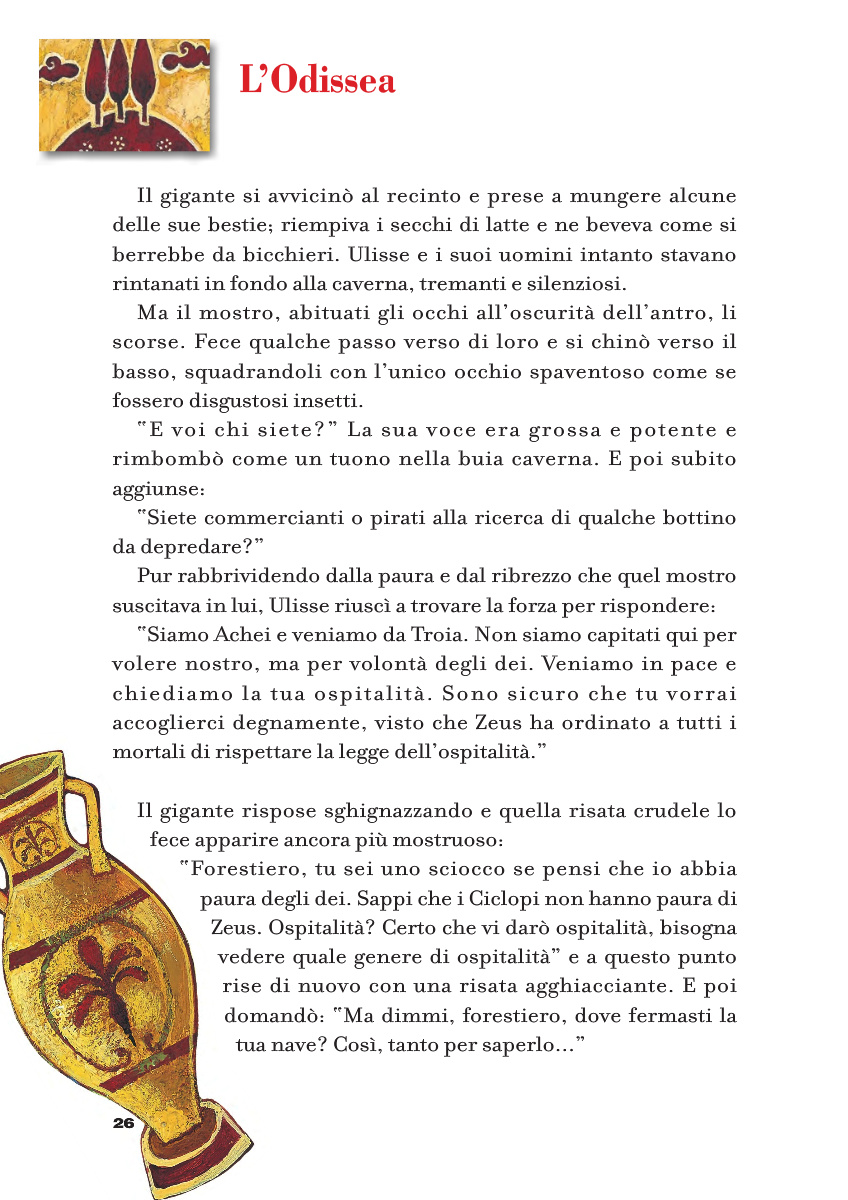 L’Odissea
Il gigante si avvicinò al recinto e prese a mungere alcune
delle sue bestie; riempiva i secchi di latte e ne beveva come si
berrebbe da bicchieri. Ulisse e i suoi uomini intanto stavano
rintanati in fondo alla caverna, tremanti e silenziosi.
Ma il mostro, abituati gli occhi all’oscurità dell’antro, li
scorse. Fece qualche passo verso di loro e si chinò verso il
basso, squadrandoli con l’unico occhio spaventoso come se
fossero disgustosi insetti.
“E voi chi siete?” La sua voce era grossa e potente e
rimbombò come un tuono nella buia caverna. E poi subito
aggiunse:
“Siete commercianti o pirati alla ricerca di qualche bottino
da depredare?”
Pur rabbrividendo dalla paura e dal ribrezzo che quel mostro
suscitava in lui, Ulisse riuscì a trovare la forza per rispondere:
“Siamo Achei e veniamo da Troia. Non siamo capitati qui per
volere nostro, ma per volontà degli dei. Veniamo in pace e
chiediamo la tua ospitalità. Sono sicuro che tu vorrai
accoglierci degnamente, visto che Zeus ha ordinato a tutti i
mortali di rispettare la legge dell’ospitalità.”
Il gigante rispose sghignazzando e quella risata crudele lo
fece apparire ancora più mostruoso:
“Forestiero, tu sei uno sciocco se pensi che io abbia
paura degli dei. Sappi che i Ciclopi non hanno paura di
Zeus. Ospitalità? Certo che vi darò ospitalità, bisogna
vedere quale genere di ospitalità” e a questo punto
rise di nuovo con una risata agghiacciante. E poi
domandò: “Ma dimmi, forestiero, dove fermasti la
tua nave? Così, tanto per saperlo...”
26